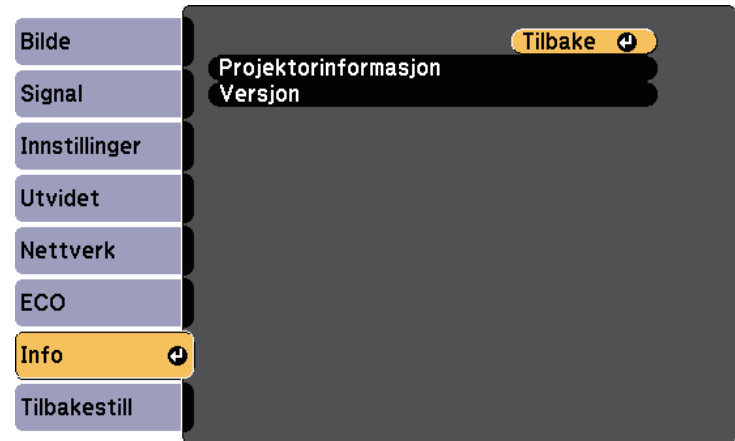 Bilde
Signal
Innstillinger
Utvidet
Nettverk
ECO
Info
Tilbakestill
Tilbake
Projektorinformasjon
Versjon